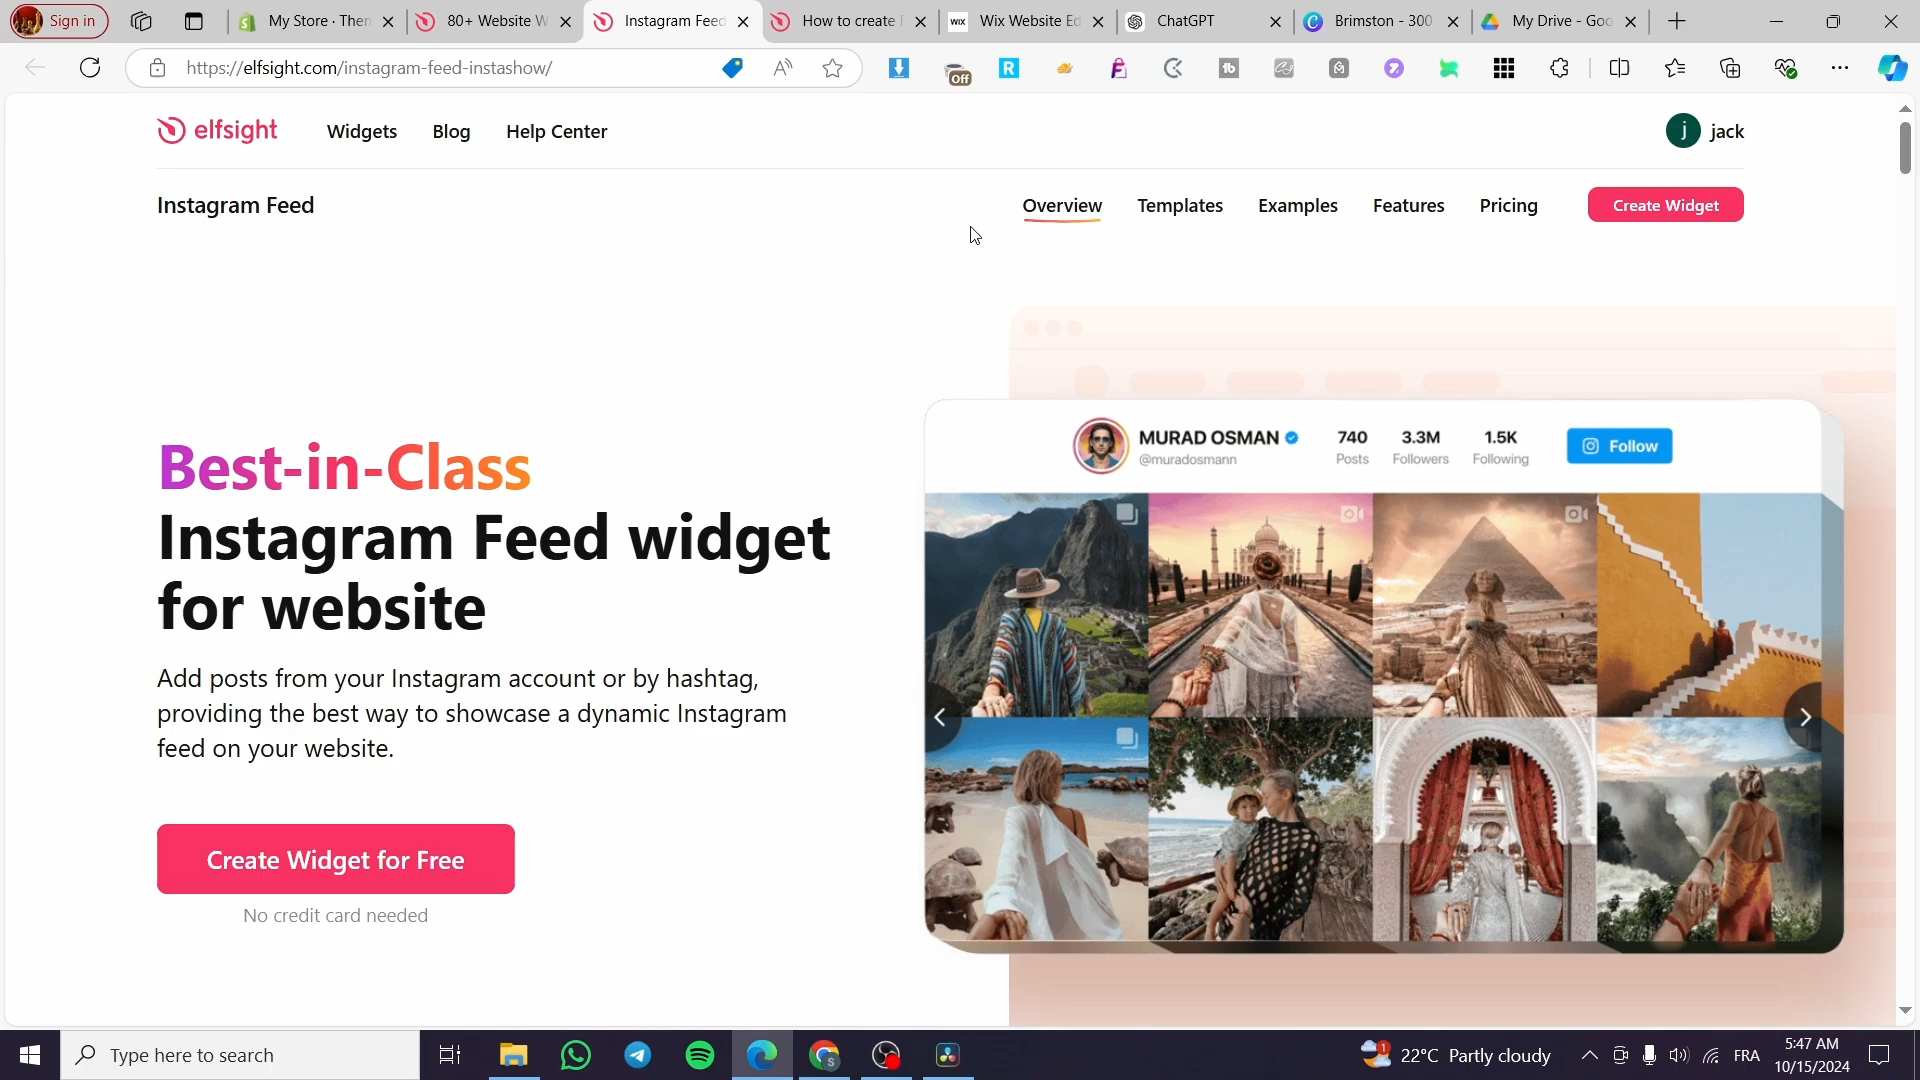 Sign in
My Store · Ther
80+ Website W
Instagram Feed
How to create
Wix Website Ed
ChatGPT
Brimston - 300
My Drive - Goo
https://elfsight.com/instagram-feed-instashow/
Off
elfsight
Widgets
Blog
Help Center
j
jack
Instagram Feed
Overview
Templates
Examples
Features
Pricing
Create Widget
Best-in-Class
Instagram Feed widget
for website
Add posts from your Instagram account or by hashtag,
providing the best way to showcase a dynamic Instagram
feed on your website.
Create Widget for Free
No credit card needed
MURAD OSMAN
@muradosmann
740
Posts
3.3M
Followers
1.5K
Following
Follow
Type here to search
22°C Partly cloudy
FRA
5:47 AM
10/15/2024